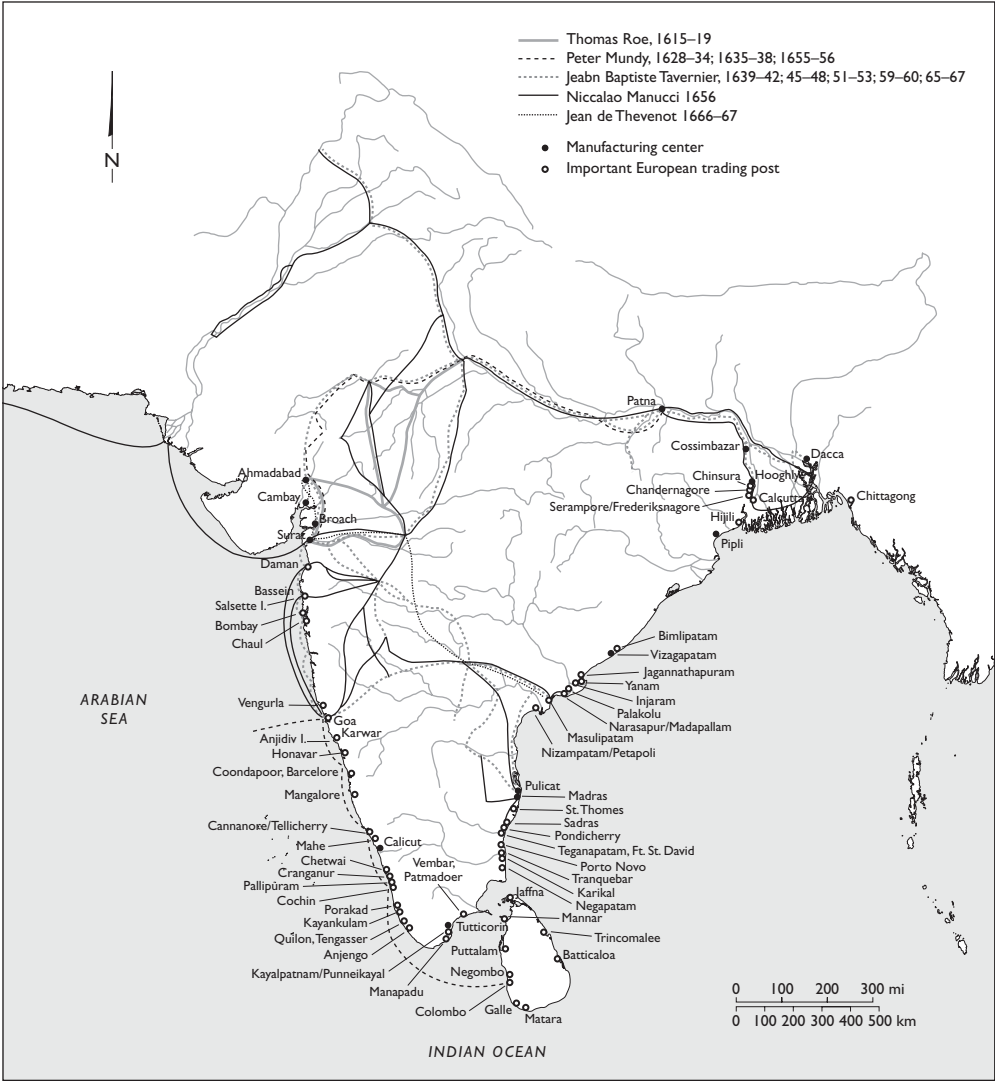 Thomas Roe, 1615–19
Peter Mundy, 1628–34; 1635–38; 1655–56
Jeabn Baptiste Tavernier, 1639–42; 45–48; 51–53; 59–60; 65–67
Niccalao Manucci 1656
Jean de Thevenot 1666–67
Manufacturing center
Important European trading post
N
Patna
Cossimbazar
Dacca
Chinsura
Hooghly
Chandernagore
Calcutta
Serampore/Frederiksnagore
Chittagong
Hijili
Pipli
Ahmadabad
Cambay
Broach
Surat
Daman
Bassein
Salsette I.
Bombay
Chaul
Bimlipatam
Vizagapatam
Jagannathapuram
Yanam
Injaram
Palakolu
Narasapur/Madapallam
Masulipatam
Nizampatam/Petapoli
ARABIAN
SEA
Vengurla
Goa
Karwar
Anjidiv I.
Honavar
Coondapoor, Barcelore
Mangalore
Cannanore/Tellicherry
Mahe
Calicut
Chetwai
Cranganur
Pallipûram
Cochin
Porakad
Kayankulam
Quilon, Tengasser
Anjengo
Kayalpatnam/Punneikayal
Manapadu
Vembar,
Patmadoer
Tutticorin
Pulicat
Madras
St. Thomes
Sadras
Pondicherry
Teganapatam, Ft. St. David
Porto Novo
Tranquebar
Karikal
Negapatam
Jaffna
Mannar
Trincomalee
Puttalam
Batticaloa
Negombo
Colombo
Galle
Matara
0 100 200 300 mi
0 100 200 300 400 500 km
INDIAN OCEAN